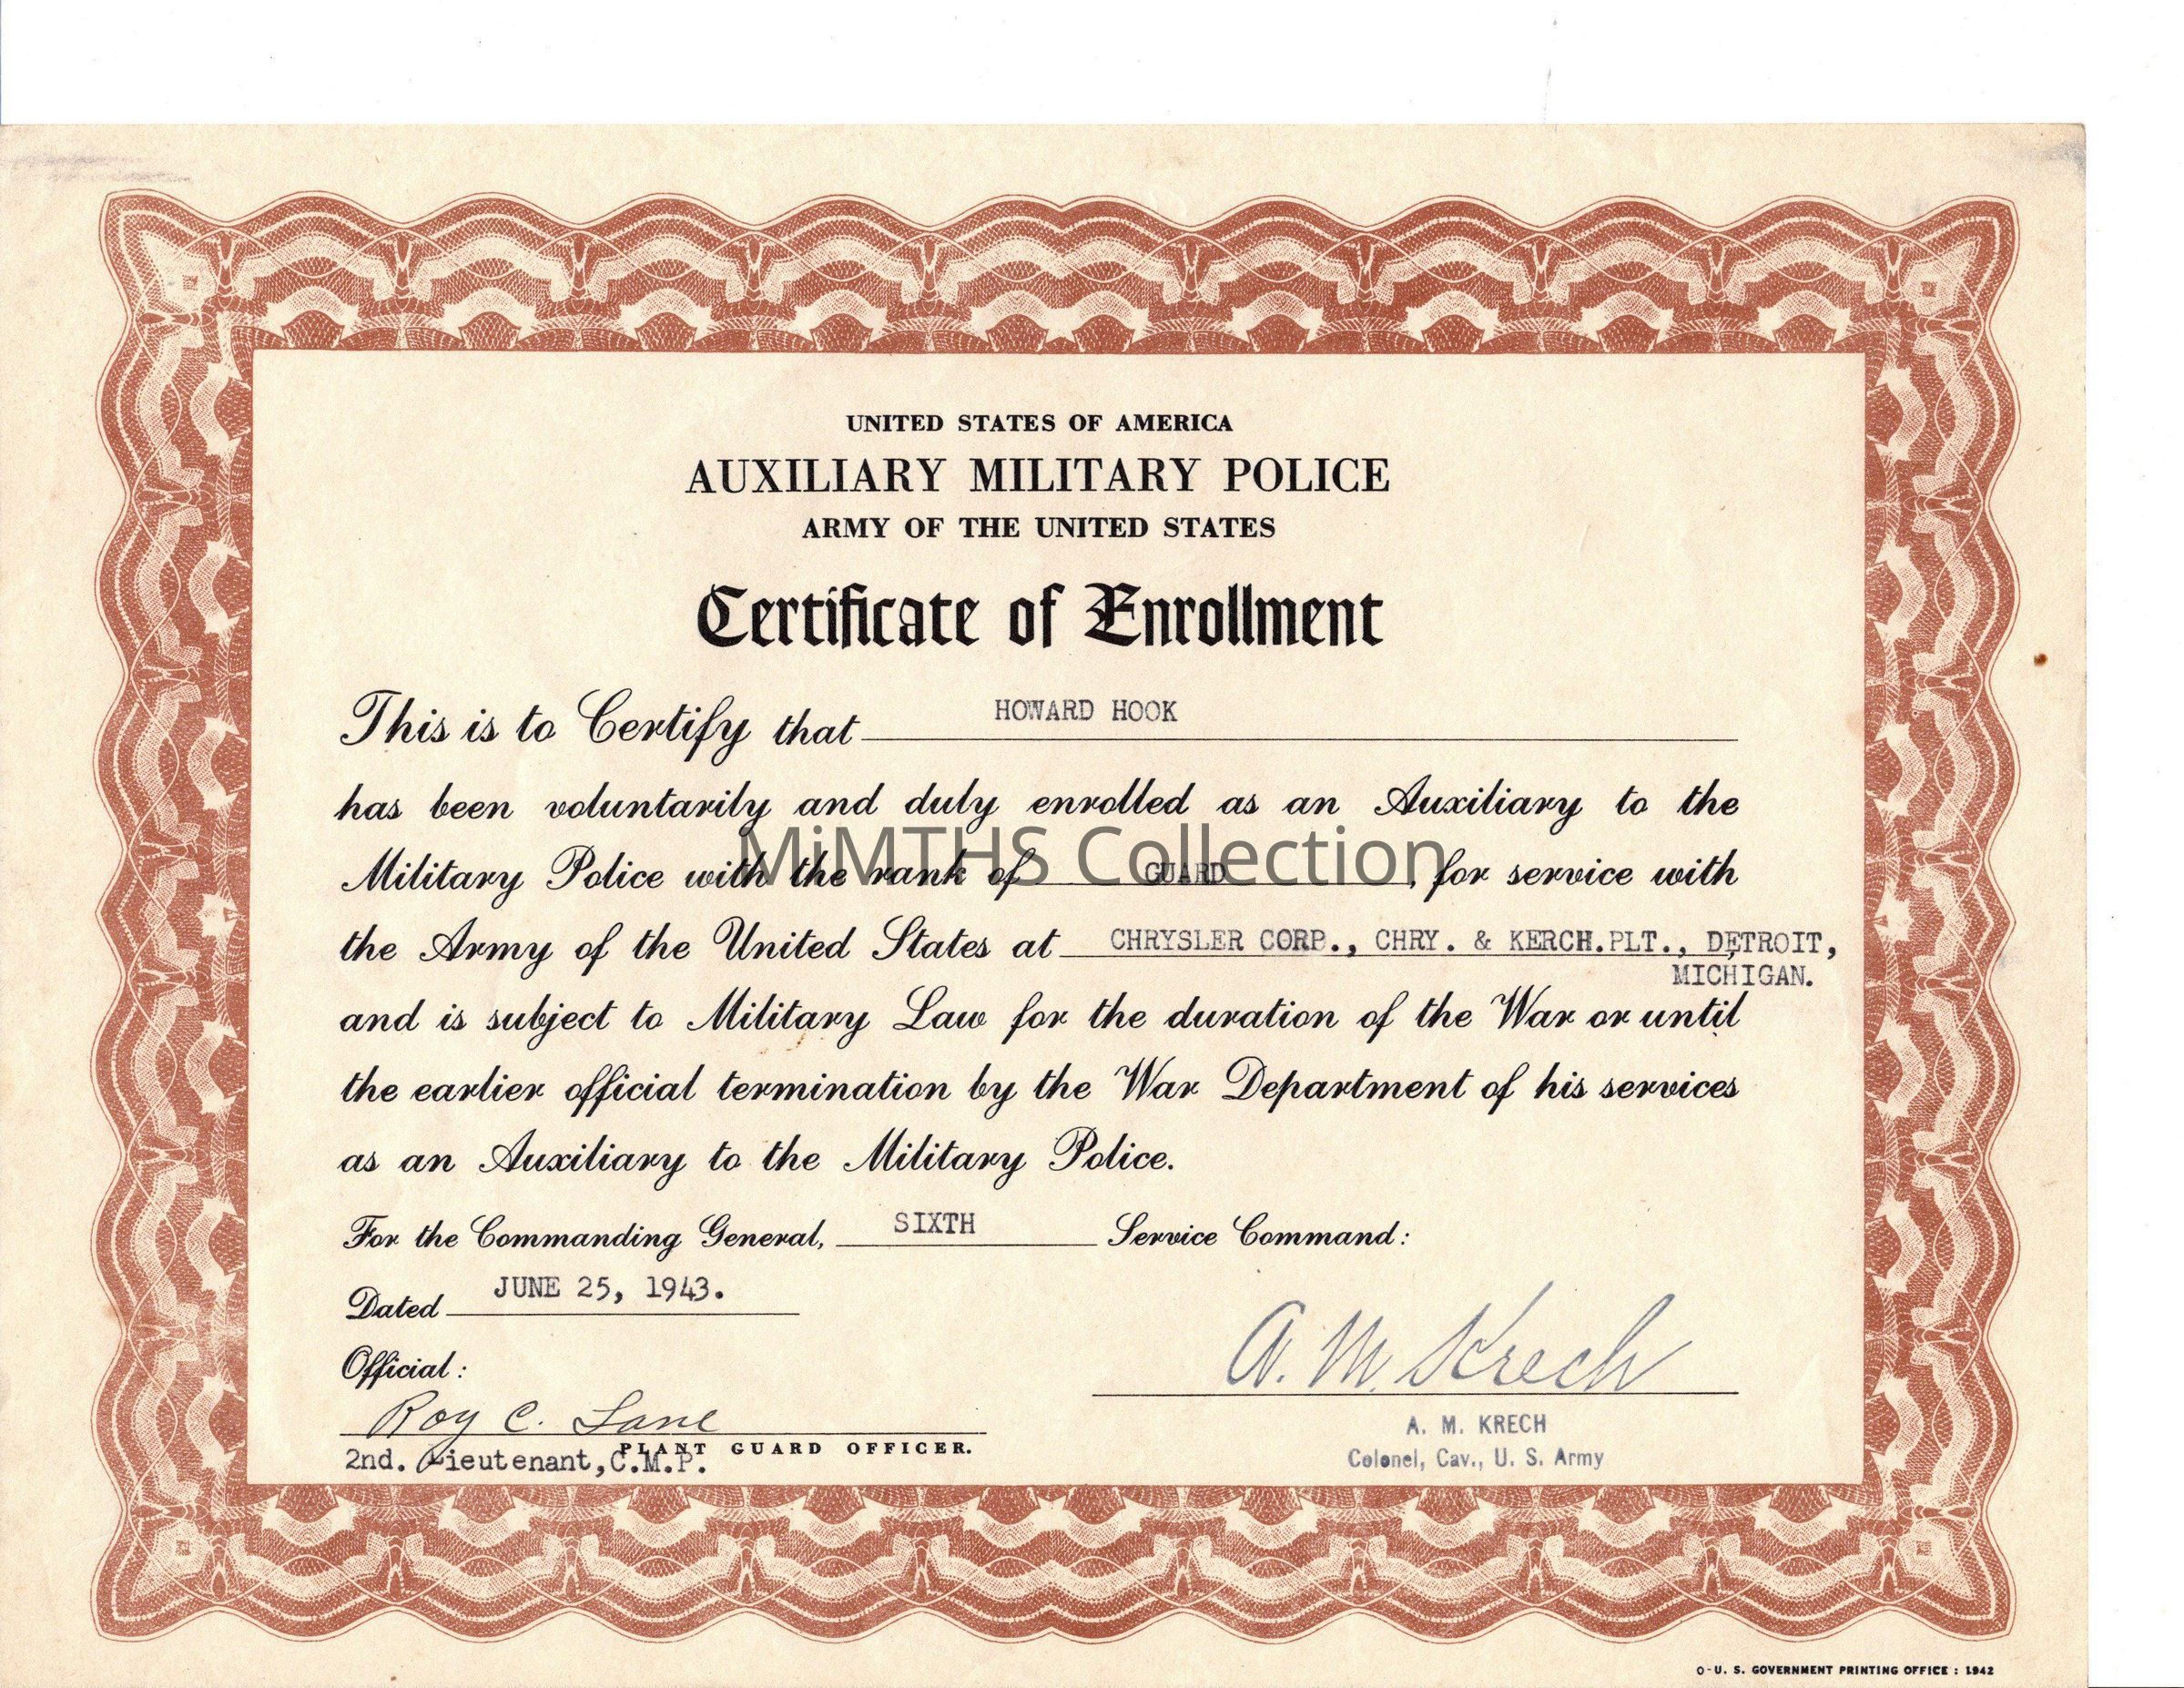 UNITED STATES OF AMERICA
AUXILIARY MILITARY POLICE
ARMY OF THE UNITED STATES
Certificate of Enrollment
This is to Certify that HOWARD HOOK
has been voluntarily and duly enrolled as an Auxiliary to the
MiMTHS Collection
Military Police with the rank of GUARD, for service with
the Army of the United States at CHRYSLER CORP., CHRY. & KERCH.PLT., DETROIT,
MICHIGAN.
and is subject to Military Law for the duration of the War or until
the earlier official termination by the War Department of his services
as an Auxiliary to the Military Police.
For the Commanding General, SIXTH Service Command:
Dated JUNE 25, 1943.
Official:
A. M. Krech
Roy C. Lane
A. M. KRECH
PLANT GUARD OFFICER.
2nd. Lieutenant, C.M.P.
Colonel, Cav., U. S. Army
O-U. S. GOVERNMENT PRINTING OFFICE : 1942